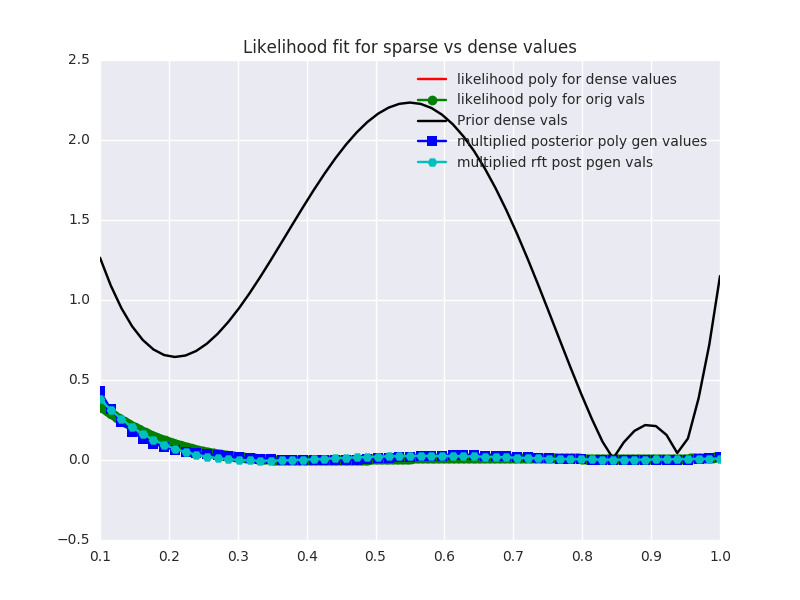 Likelihood fit for sparse vs dense values
2.5
2.0
1.5
1.0
0.5
0.0
−0.5
likelihood poly for dense values
likelihood poly for orig vals
Prior dense vals
multiplied posterior poly gen values
multiplied rft post pgen vals
0.1 0.2 0.3 0.4 0.5 0.6 0.7 0.8 0.9 1.0